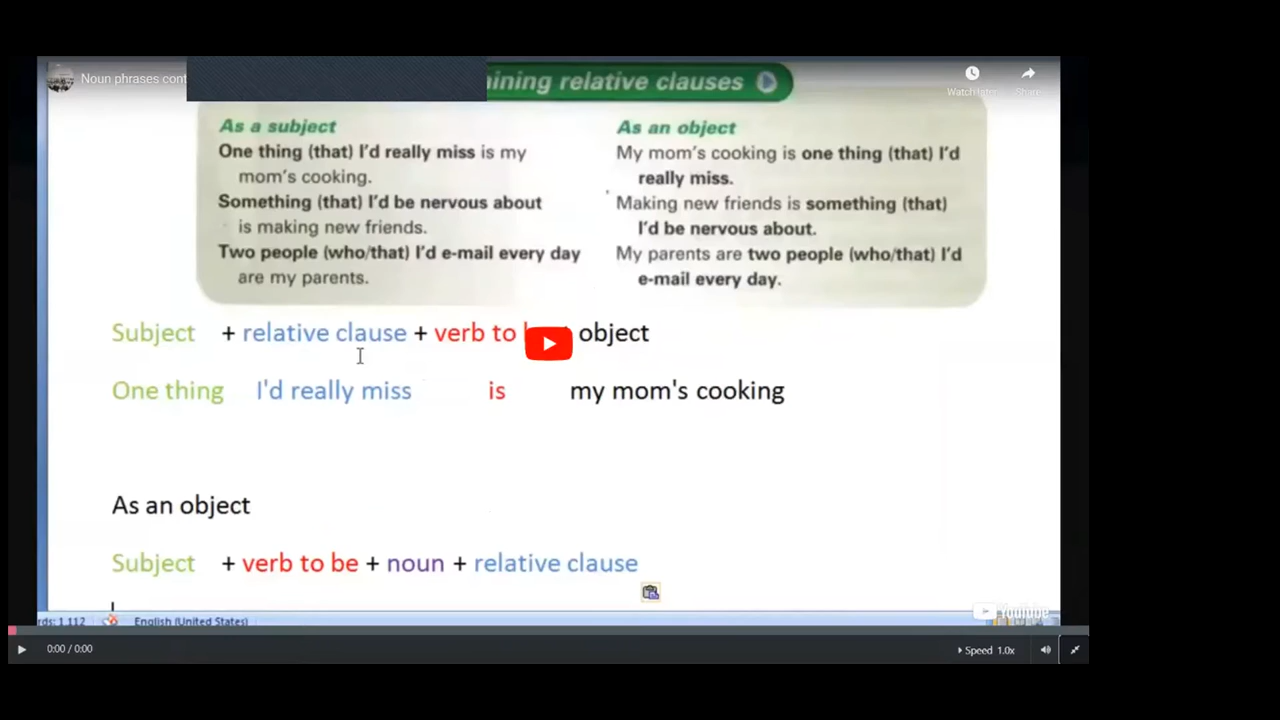 Noun phrases cont
ining relative clauses
Watch later
Share
As a subject
One thing (that) I'd really miss is my
mom's cooking.
Something (that) I'd be nervous about
is making new friends.
Two people (who/that) I'd e-mail every day
are my parents.
As an object
My mom's cooking is one thing (that) I'd
really miss.
Making new friends is something (that)
I'd be nervous about.
My parents are two people (who/that) I'd
e-mail every day.
Subject + relative clause + verb to object
One thing I'd really miss is my mom's cooking
As an object
Subject + verb to be + noun + relative clause
rds: 1,112 English (United States)
YouTube
0:00 / 0:00
Speed 1.0x